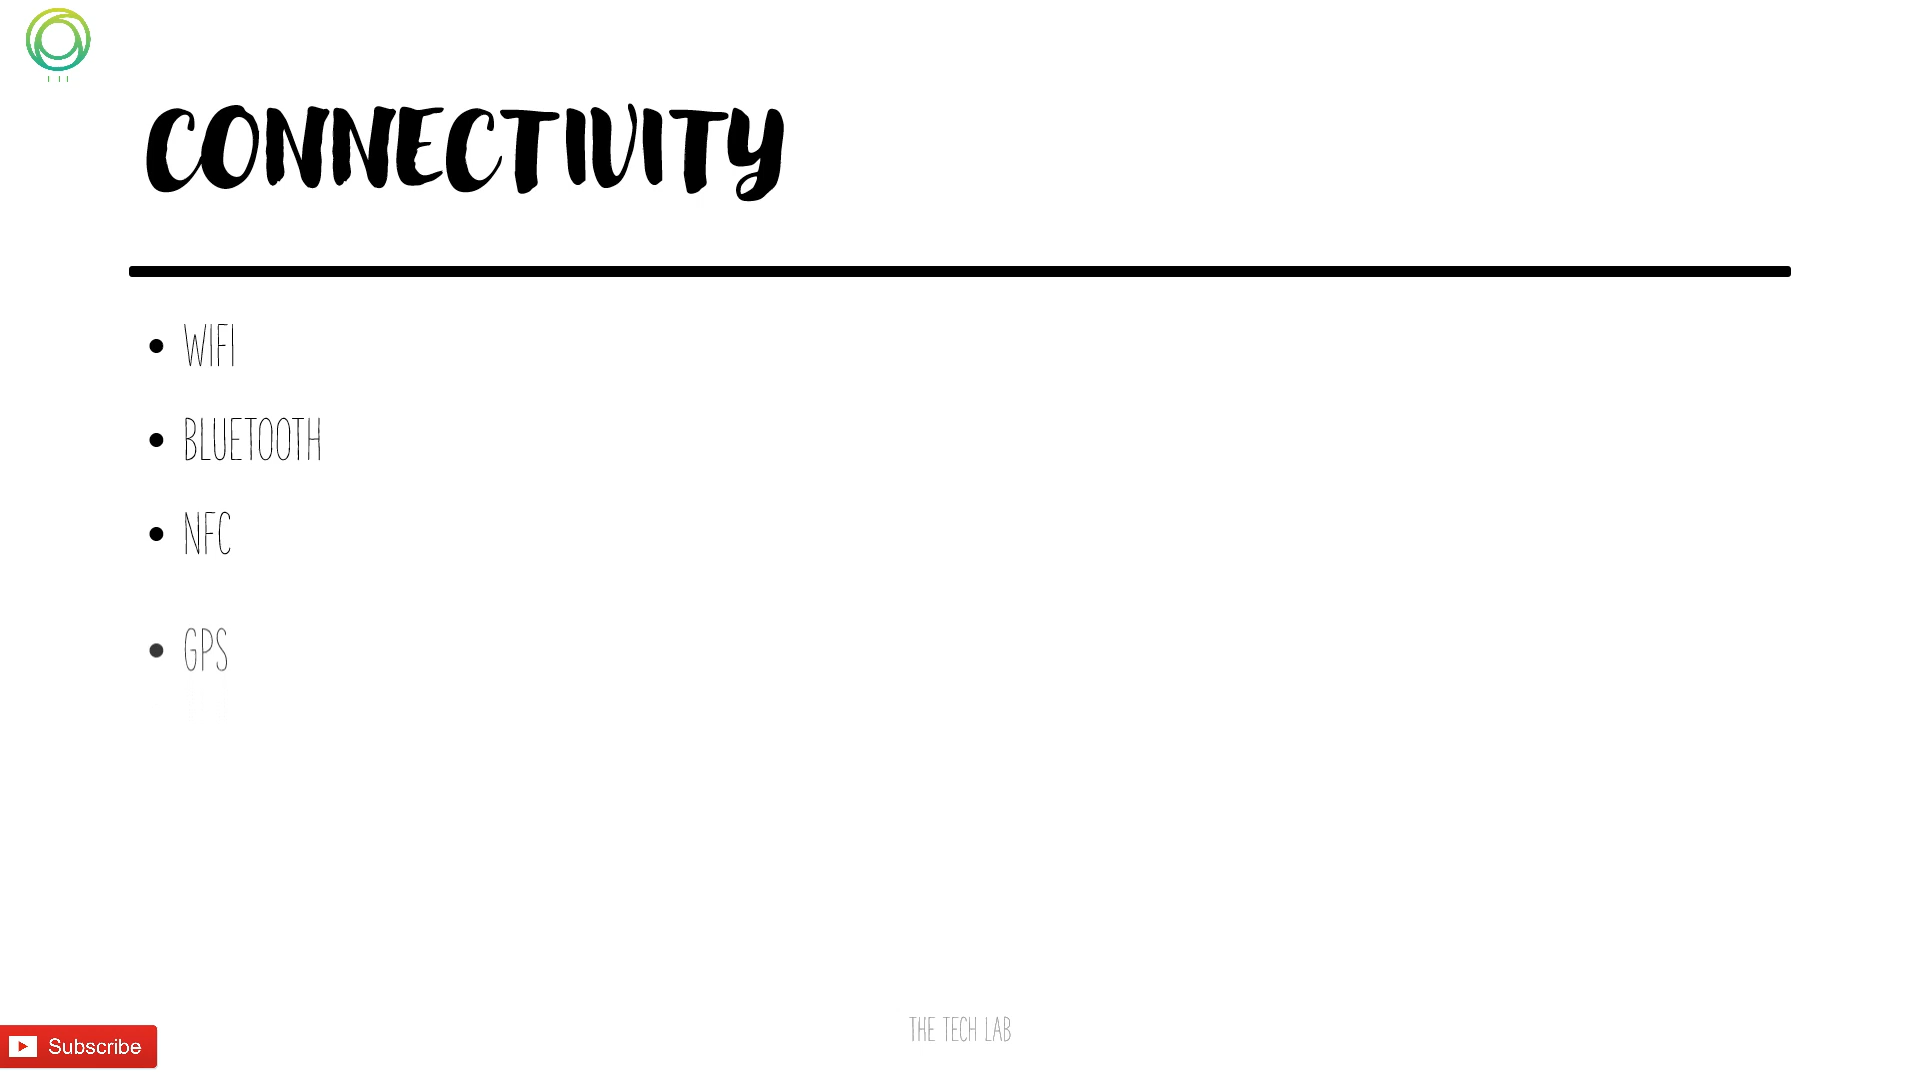 CONNECTIVITY
• WIFI
• BLUETOOTH
• NFC
• GPS
THE TECH LAB
Subscribe